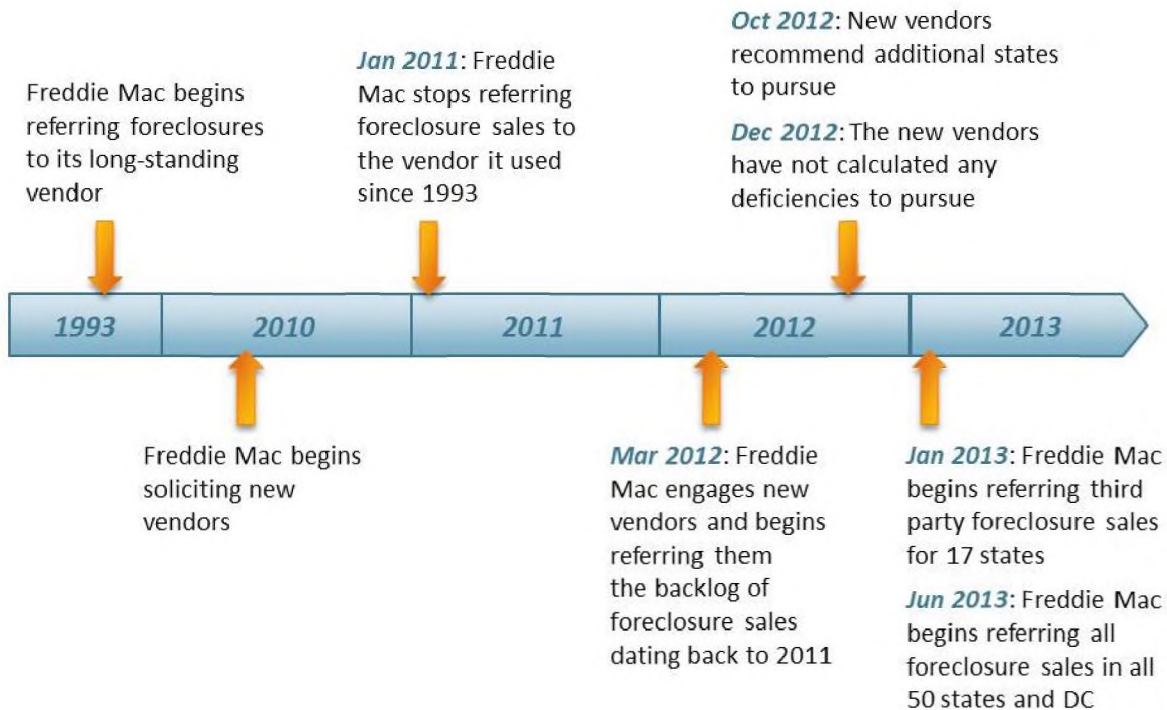 Freddie Mac begins
referring foreclosures
to its long-standing
vendor
Jan 2011: Freddie
Mac stops referring
foreclosure sales to
the vendor it used
since 1993
Oct 2012: New vendors
recommend additional states
to pursue
Dec 2012: The new vendors
have not calculated any
deficiencies to pursue
1993
2010
2011
2012
2013
Freddie Mac begins
soliciting new
vendors
Mar 2012: Freddie
Mac engages new
vendors and begins
referring them
the backlog of
foreclosure sales
dating back to 2011
Jan 2013: Freddie Mac
begins referring third
party foreclosure sales
for 17 states
Jun 2013: Freddie Mac
begins referring all
foreclosure sales in all
50 states and DC